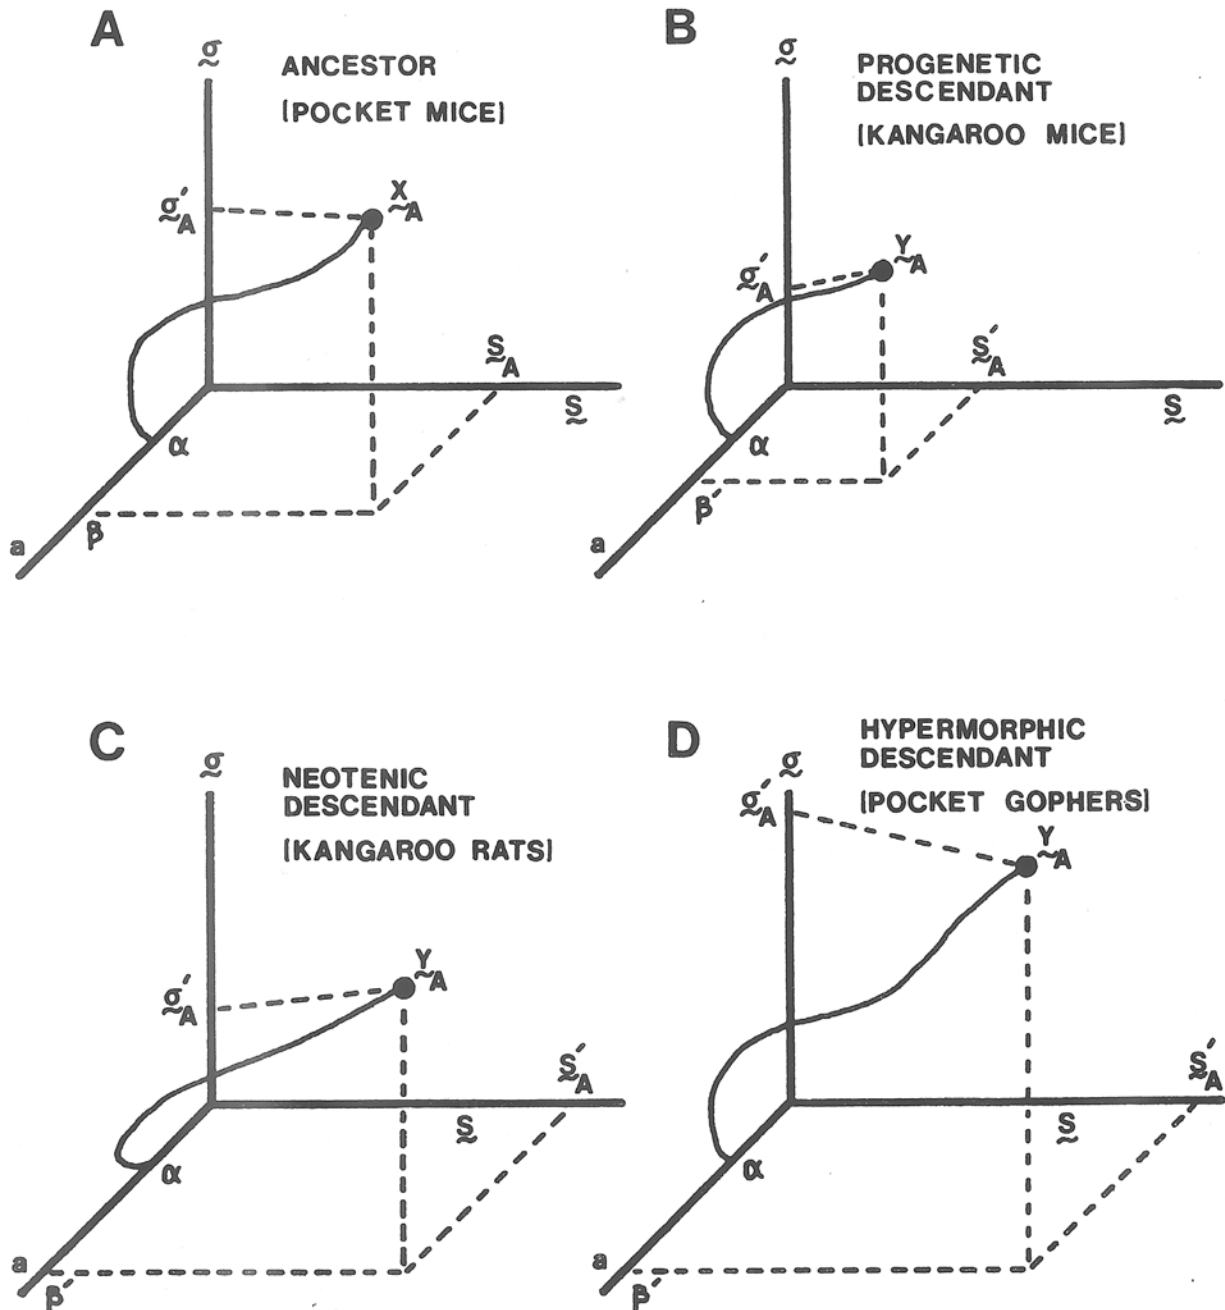 A
σ
ANCESTOR
[POCKET MICE]
σ'A
XA
SA
S
α
β
a
B
σ
PROGENETIC
DESCENDANT
[KANGAROO MICE]
σ'A
YA
S'A
S
α
β'
a
C
σ
NEOTENIC
DESCENDANT
[KANGAROO RATS]
σ'A
YA
S'A
S
α
a
β'
D
σ
HYPERMORPHIC
DESCENDANT
[POCKET GOPHERS]
σ'A
YA
S'A
S
α
a
β'